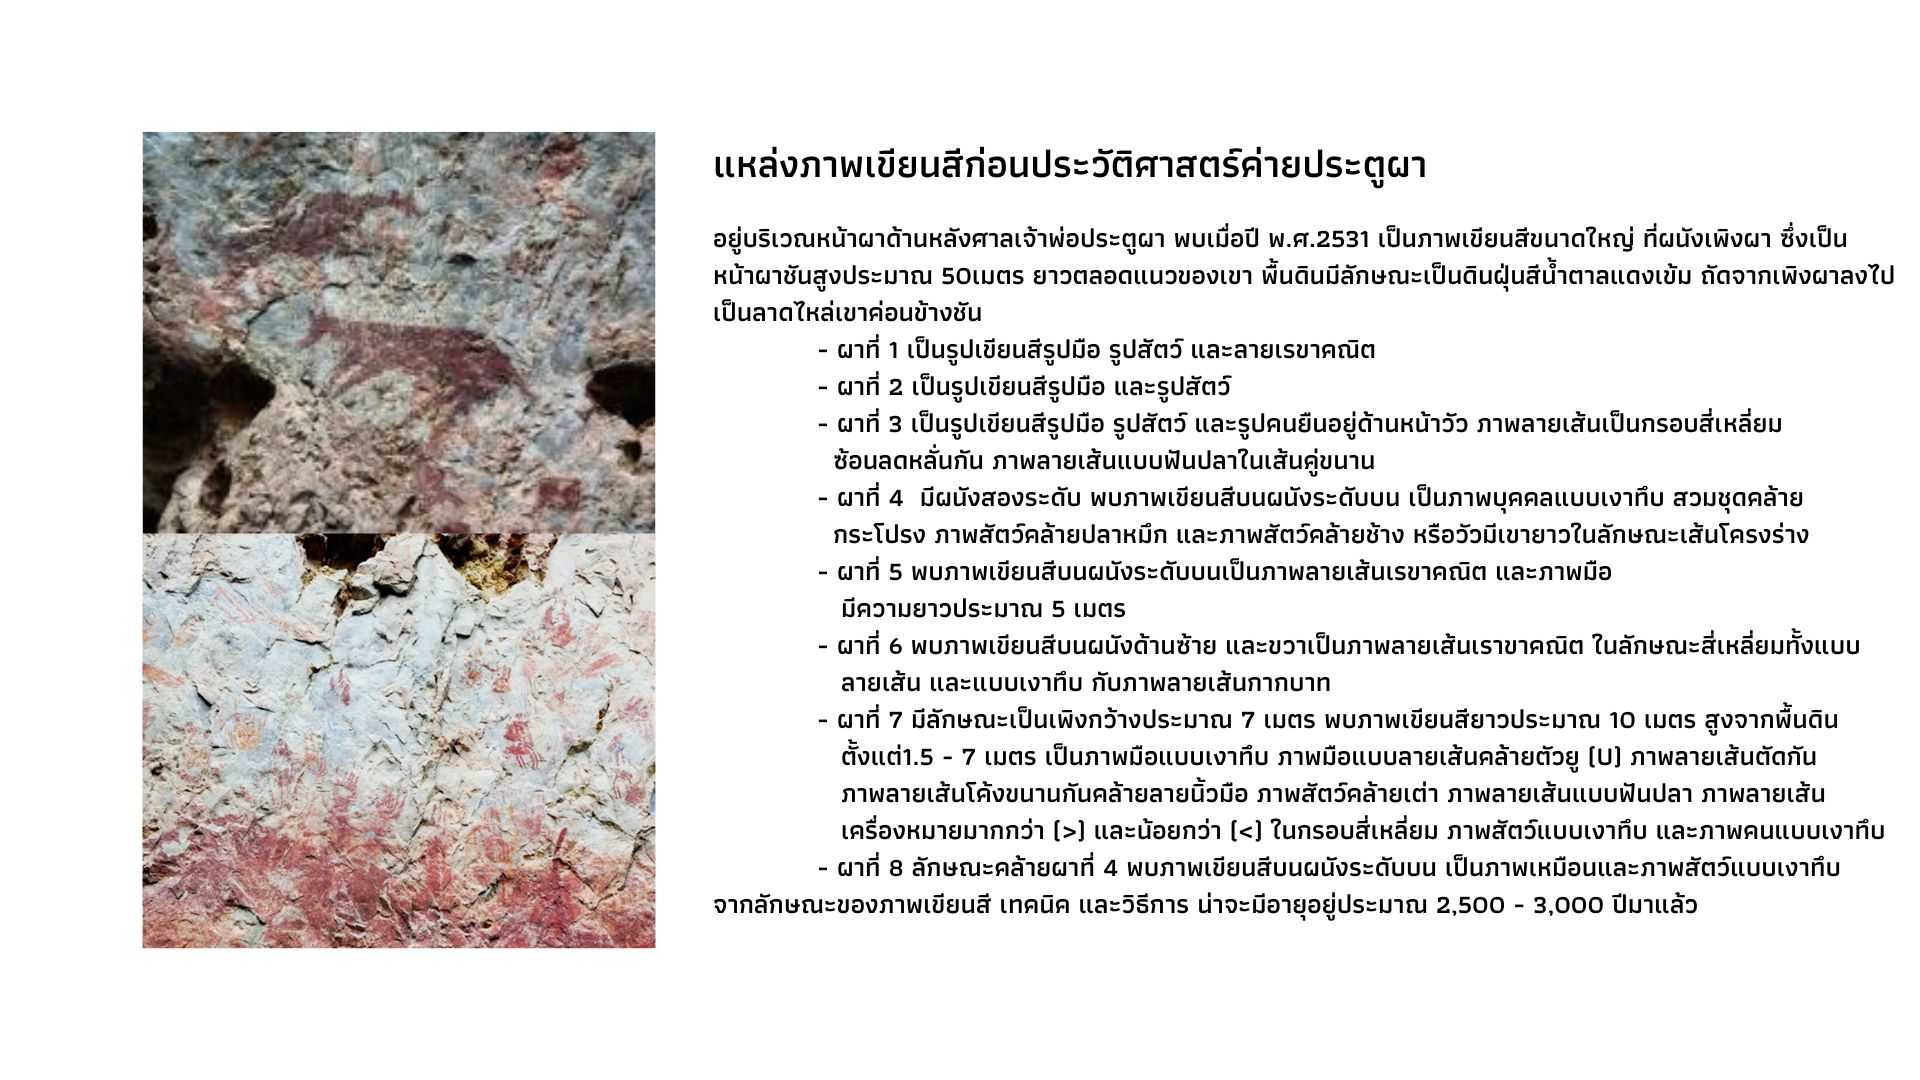 แหล่งภาพเขียนสีก่อนประวัติศาสตร์ค่ายประตูผา
อยู่บริเวณหน้าผาด้านหลังศาลเจ้าพ่อประตูผา พบเมื่อปี พ.ศ.2531 เป็นภาพเขียนสีขนาดใหญ่ ที่ผนังเพิงผา ซึ่งเป็น
หน้าผาชันสูงประมาณ 50เมตร ยาวตลอดแนวของเขา พื้นดินมีลักษณะเป็นดินฝุ่นสีน้ำตาลแดงเข้ม ถัดจากเพิงผาลงไป
เป็นลาดไหล่เขาค่อนข้างชัน
- ผาที่ 1 เป็นรูปเขียนสีรูปมือ รูปสัตว์ และลายเรขาคณิต
- ผาที่ 2 เป็นรูปเขียนสีรูปมือ และรูปสัตว์
- ผาที่ 3 เป็นรูปเขียนสีรูปมือ รูปสัตว์ และรูปคนยืนอยู่ด้านหน้าวัว ภาพลายเส้นเป็นกรอบสี่เหลี่ยม
ซ้อนลดหลั่นกัน ภาพลายเส้นแบบฟันปลาในเส้นคู่ขนาน
- ผาที่ 4 มีผนังสองระดับ พบภาพเขียนสีบนผนังระดับบน เป็นภาพบุคคลแบบเงาทึบ สวมชุดคล้าย
กระโปรง ภาพสัตว์คล้ายปลาหมึก และภาพสัตว์คล้ายช้าง หรือวัวมีเขายาวในลักษณะเส้นโครงร่าง
- ผาที่ 5 พบภาพเขียนสีบนผนังระดับบนเป็นภาพลายเส้นเรขาคณิต และภาพมือ
มีความยาวประมาณ 5 เมตร
- ผาที่ 6 พบภาพเขียนสีบนผนังด้านซ้าย และขวาเป็นภาพลายเส้นเราขาคณิต ในลักษณะสี่เหลี่ยมทั้งแบบ
ลายเส้น และแบบเงาทึบ กับภาพลายเส้นกากบาท
- ผาที่ 7 มีลักษณะเป็นเพิงกว้างประมาณ 7 เมตร พบภาพเขียนสียาวประมาณ 10 เมตร สูงจากพื้นดิน
ตั้งแต่1.5 - 7 เมตร เป็นภาพมือแบบเงาทึบ ภาพมือแบบลายเส้นคล้ายตัวยู (U) ภาพลายเส้นตัดกัน
ภาพลายเส้นโค้งขนานกันคล้ายลายนิ้วมือ ภาพสัตว์คล้ายเต่า ภาพลายเส้นแบบฟันปลา ภาพลายเส้น
เครื่องหมายมากกว่า (>) และน้อยกว่า (<) ในกรอบสี่เหลี่ยม ภาพสัตว์แบบเงาทึบ และภาพคนแบบเงาทึบ
- ผาที่ 8 ลักษณะคล้ายผาที่ 4 พบภาพเขียนสีบนผนังระดับบน เป็นภาพเหมือนและภาพสัตว์แบบเงาทึบ
จากลักษณะของภาพเขียนสี เทคนิค และวิธีการ น่าจะมีอายุอยู่ประมาณ 2,500 - 3,000 ปีมาแล้ว